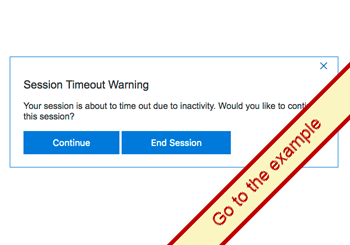 Session Timeout Warning
Your session is about to time out due to inactivity. Would you like to
this session?
Continue
End Session
Go to the example